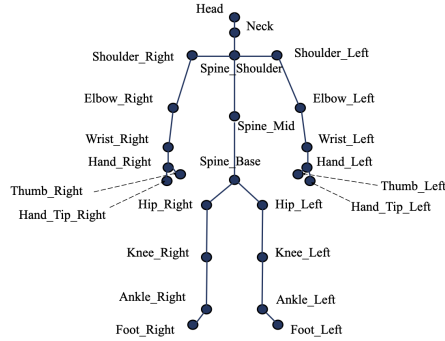 Head
Neck
Shoulder_Right
Shoulder_Left
Spine_Shoulder
Elbow_Right
Elbow_Left
Spine_Mid
Wrist_Right
Wrist_Left
Hand_Right
Spine_Base
Hand_Left
Thumb_Right
Thumb_Left
Hand_Tip_Right
Hip_Right
Hip_Left
Hand_Tip_Left
Knee_Right
Knee_Left
Ankle_Right
Ankle_Left
Foot_Right
Foot_Left